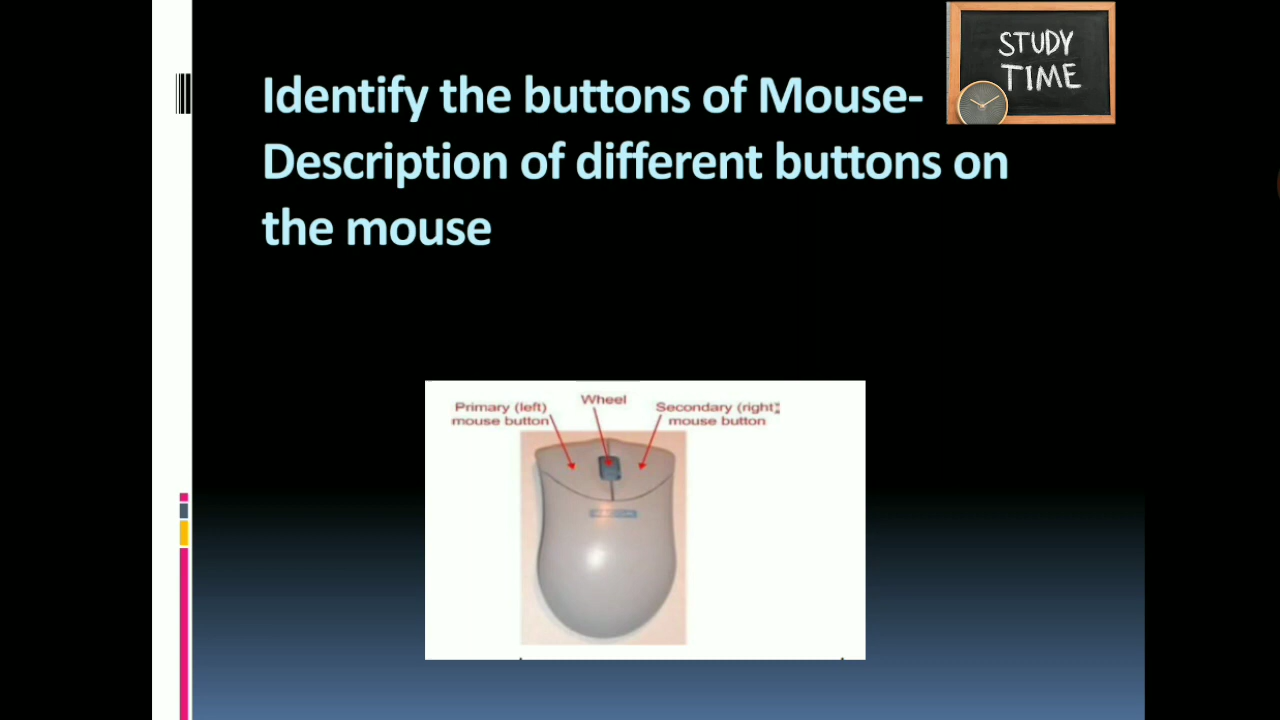 STUDY
TIME
Identify the buttons of Mouse-
Description of different buttons on
the mouse
Wheel
Primary (left)
mouse button
Secondary (right)
mouse button